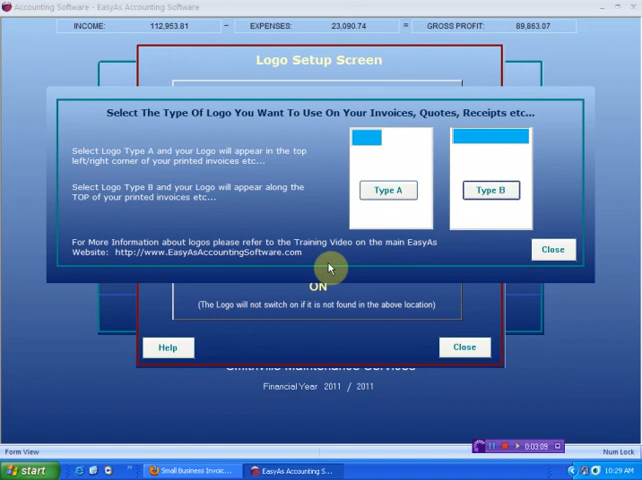 Accounting Software - EasyAs Accounting Software
INCOME: 112,953.81 - EXPENSES: 23,090.74 = GROSS PROFIT: 89,863.07
Logo Setup Screen
Select The Type Of Logo You Want To Use On Your Invoices, Quotes, Receipts etc...
Select Logo Type A and your Logo will appear in the top
left/right corner of your printed invoices etc...
Select Logo Type B and your Logo will appear along the
TOP of your printed invoices etc...
Type A
Type B
For More Information about logos please refer to the Training Video on the main EasyAs
Website: http://www.EasyAsAccountingSoftware.com
Close
ON
(The Logo will not switch on if it is not found in the above location)
Help
Close
Smithville Maintenance Services
Financial Year 2011 / 2011
Form View
Num Lock
0:03:09
start
Small Business Invoic...
EasyAs Accounting S...
10:29 AM